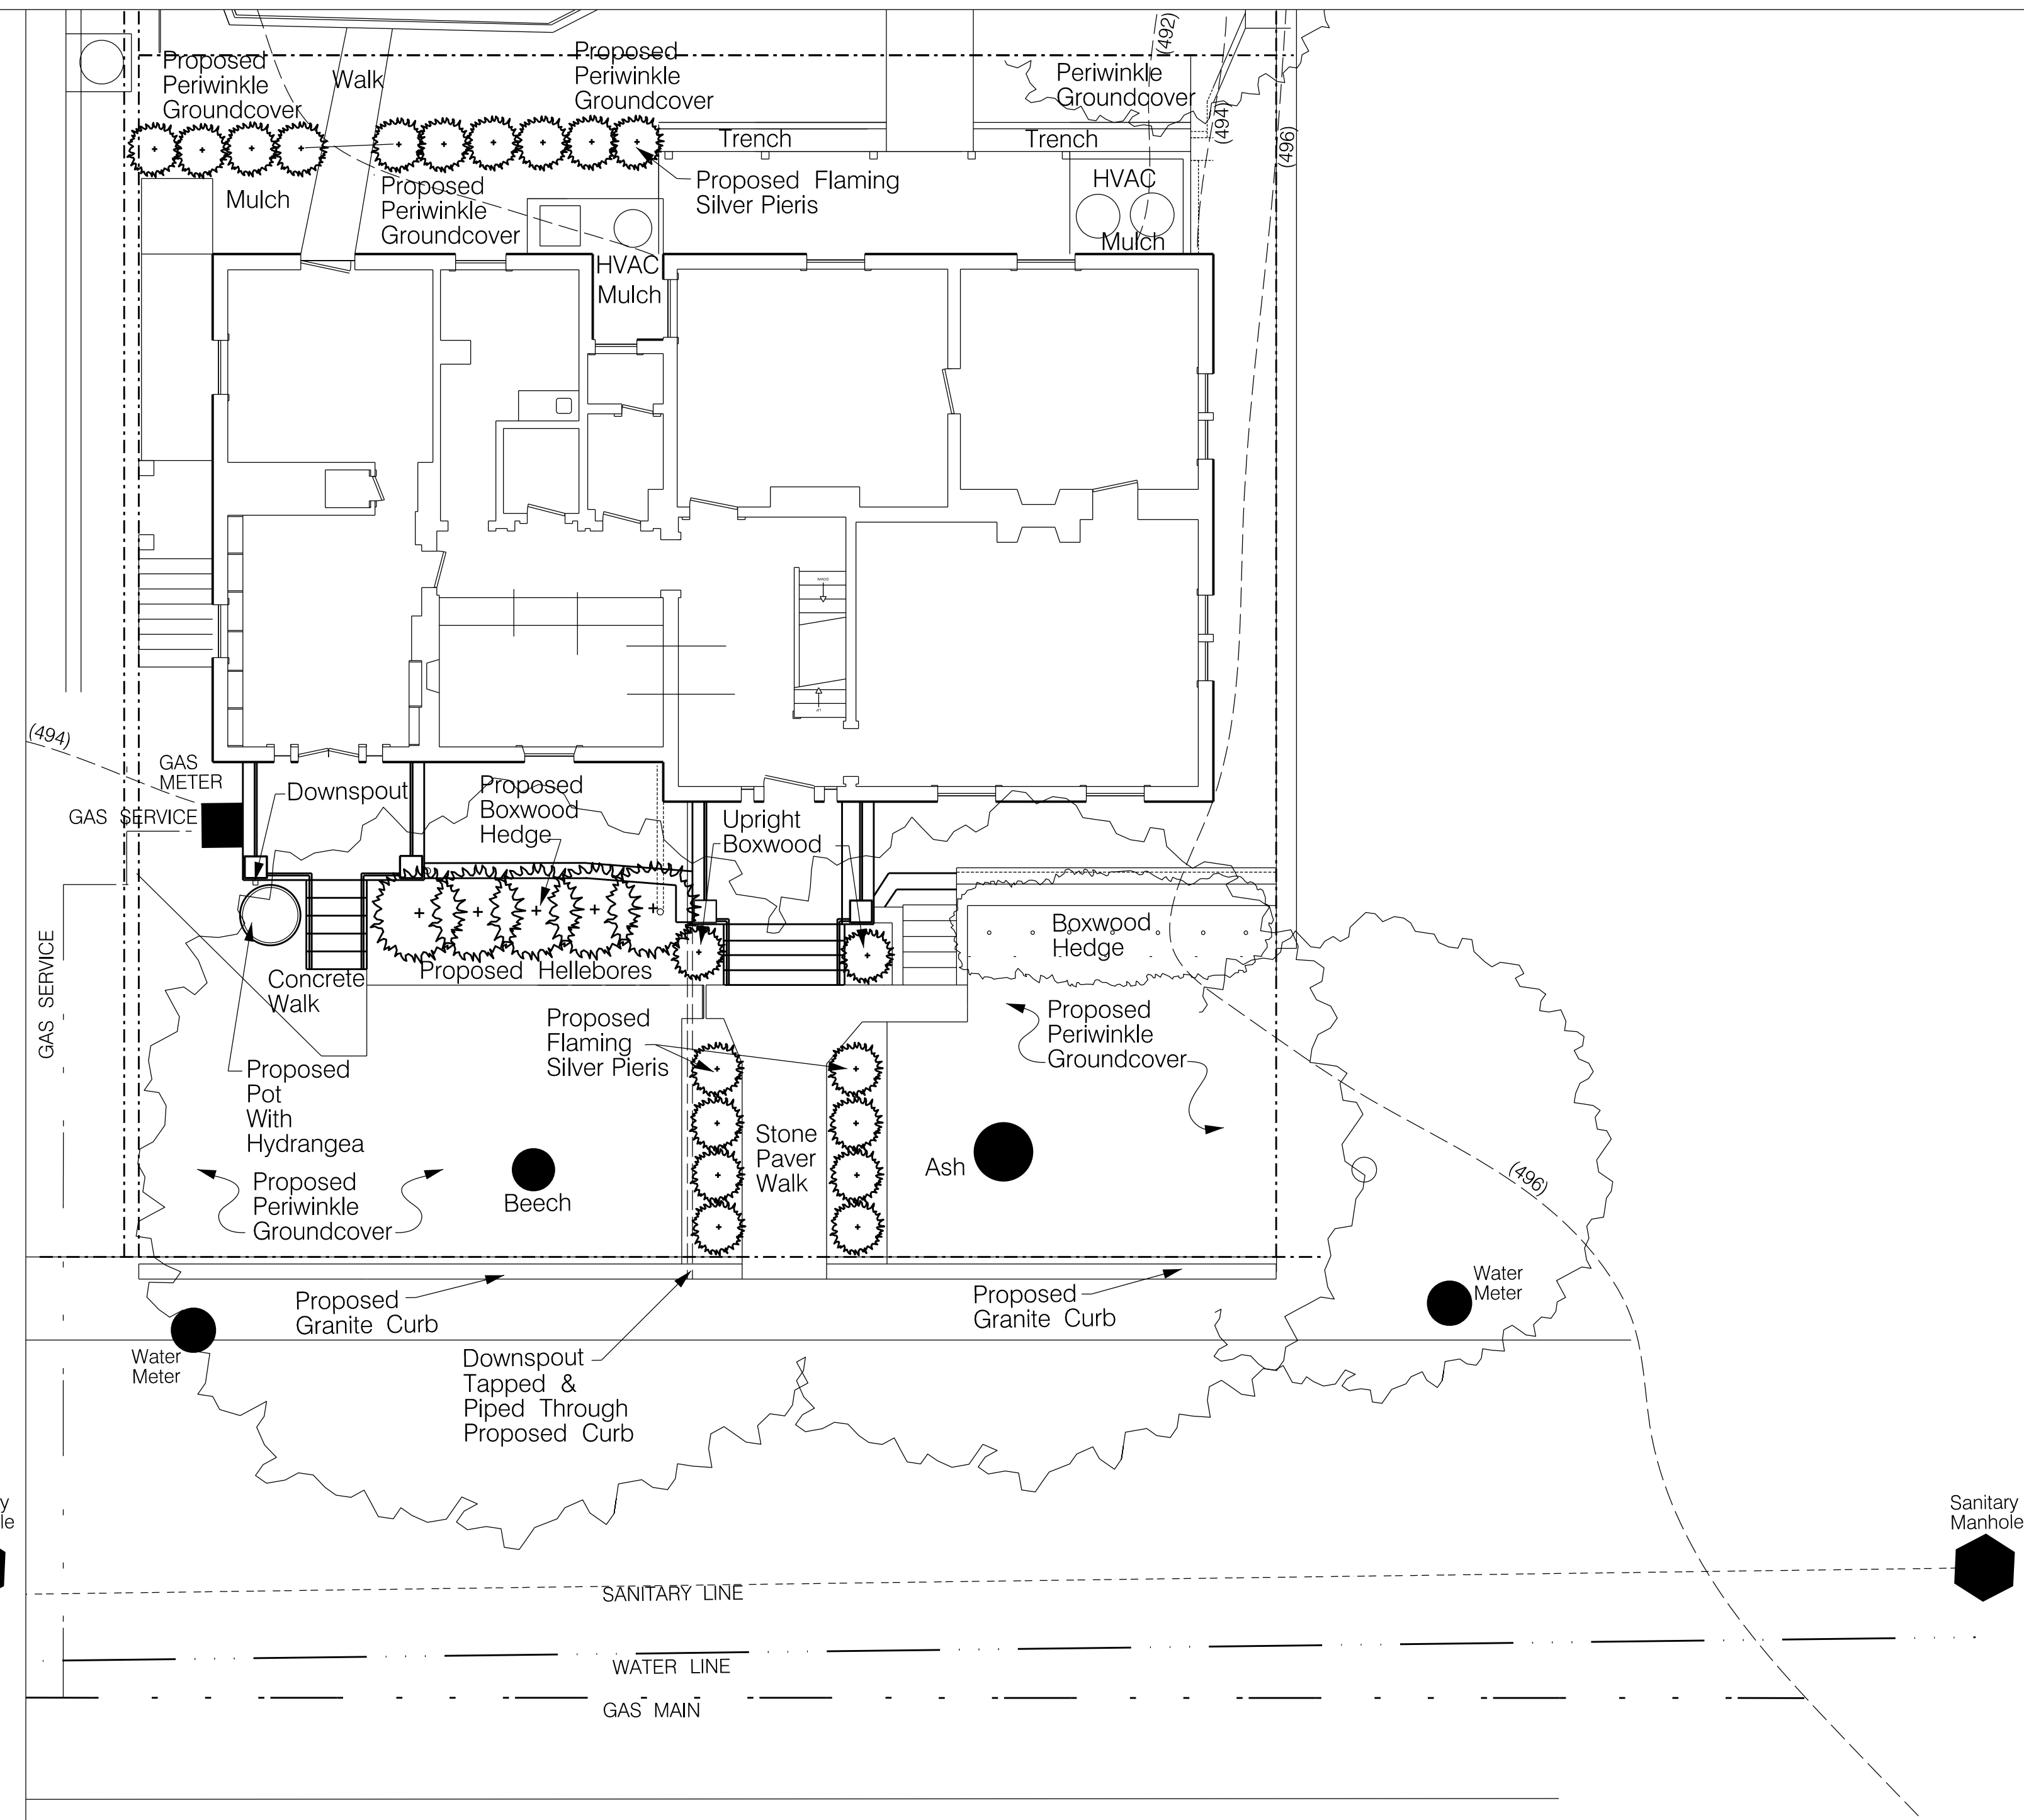 Proposed
Periwinkle
Groundcover
Walk
Proposed
Periwinkle
Groundcover
Periwinkle
Groundcover
(492)
(494)
(496)
Trench
Trench
Mulch
Proposed
Periwinkle
Groundcover
Proposed Flaming
Silver Pieris
HVAC
Mulch
HVAC
Mulch
DOWN
UP
(494)
GAS
METER
GAS SERVICE
Downspout
Proposed
Boxwood
Hedge
Upright
Boxwood
Boxwood
Hedge
GAS SERVICE
Concrete
Walk
Proposed Hellebores
Proposed
Flaming
Silver Pieris
Proposed
Periwinkle
Groundcover
Proposed
Pot
With
Hydrangea
Stone
Paver
Walk
Ash
Beech
Proposed
Periwinkle
Groundcover
(496)
Proposed
Granite Curb
Proposed
Granite Curb
Water
Meter
Water
Meter
Downspout
Tapped &
Piped Through
Proposed Curb
y
le
Sanitary
Manhole
SANITARY LINE
WATER LINE
GAS MAIN